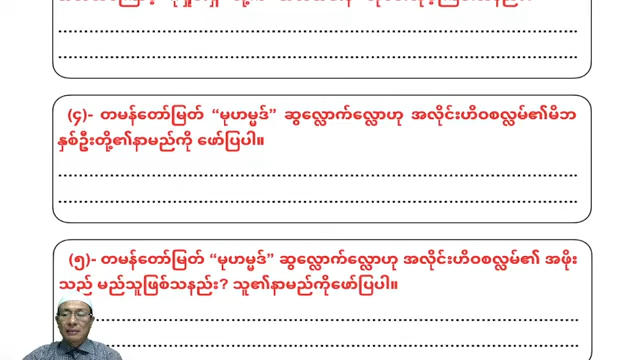 (၄)- တမန်တော်မြတ် “မုဟမ္မဒ်” ဆွလ္လောက်လ္လောဟု အလိုင်းဟိဝစလ္လမ်၏မိဘ
နှစ်ဦးတို့၏နာမည်ကို ဖော်ပြပါ။
(၅)- တမန်တော်မြတ် “မုဟမ္မဒ်” ဆွလ္လောက်လ္လောဟု အလိုင်းဟိဝစလ္လမ်၏ အဖိုး
သည် မည်သူဖြစ်သနည်း? သူ၏နာမည်ကိုဖော်ပြပါ။